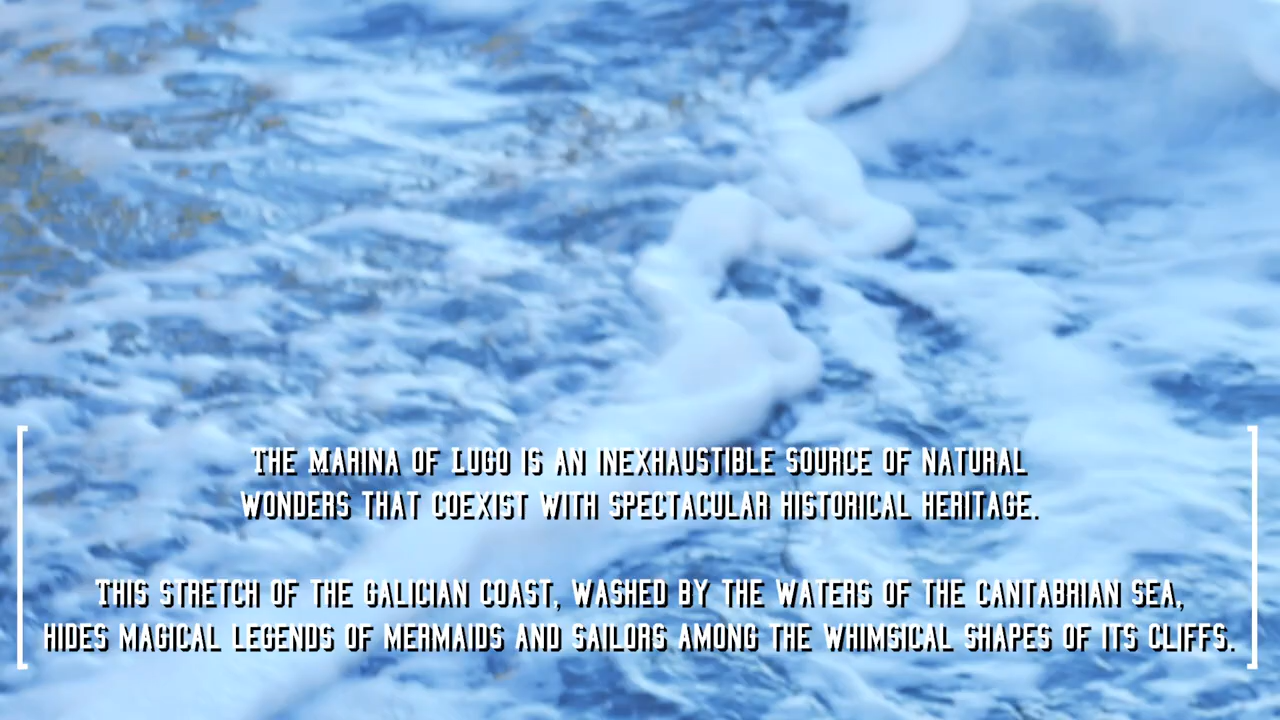 The Marina of Lugo is an inexhaustible source of natural
wonders that coexist with spectacular historical heritage.
This stretch of the Galician coast, washed by the waters of the Cantabrian Sea,
hides magical legends of mermaids and sailors among the whimsical shapes of its cliffs.